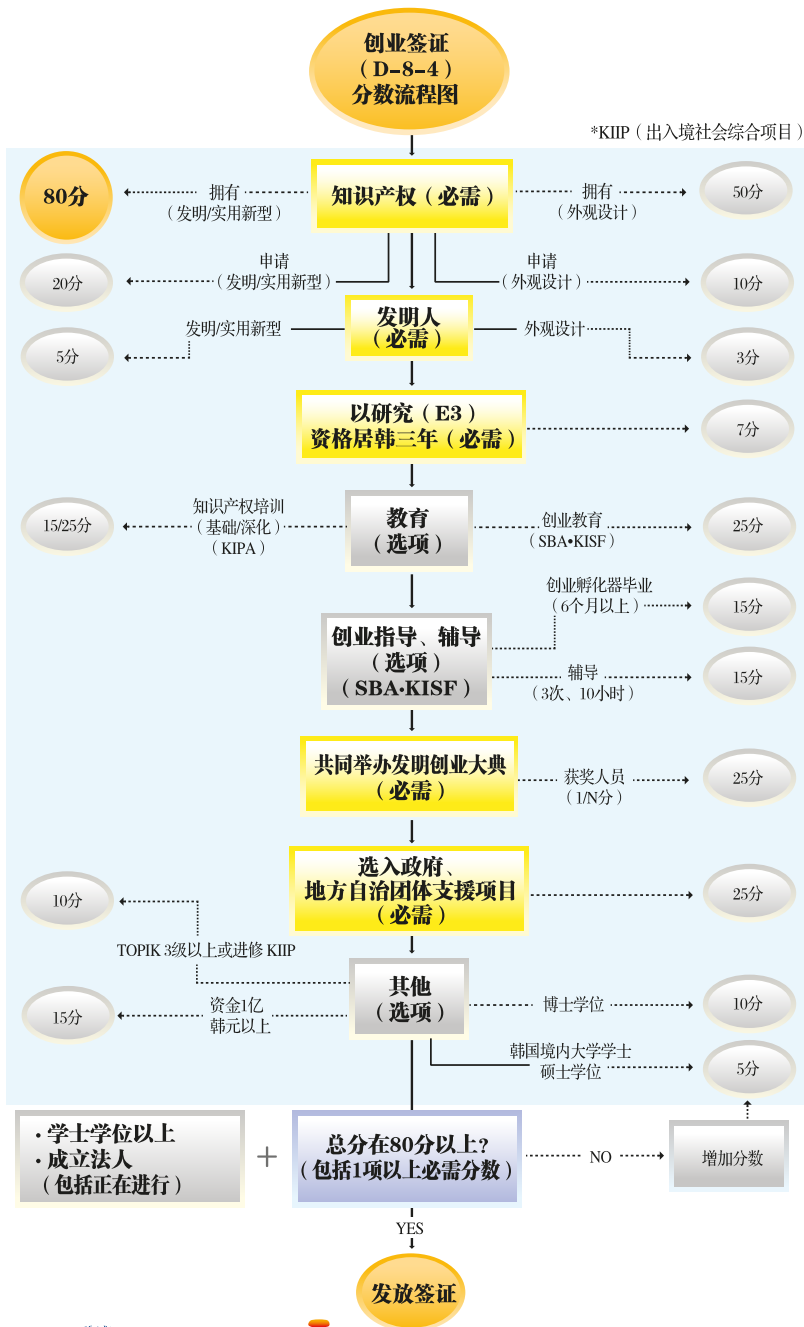 创业签证
（D-8-4）
分数流程图
*KIIP（出入境社会综合项目）
80分
拥有
（发明/实用新型）
知识产权（必需）
拥有
（外观设计）
50分
20分
申请
（发明/实用新型）
申请
（外观设计）
10分
发明/实用新型
5分
发明人
（必需）
外观设计
3分
以研究（E3）
资格居韩三年（必需）
7分
15/25分
知识产权培训
（基础/深化）
（KIPA）
教育
（选项）
创业教育
（SBA•KISF）
25分
创业孵化器毕业
（6个月以上）
15分
创业指导、辅导
（选项）
（SBA·KISF）
辅导
（3次、10小时）
15分
共同举办发明创业大典
（必需）
获奖人员
（1/N分）
25分
选入政府、
地方自治团体支援项目
（必需）
25分
10分
TOPIK 3级以上或进修 KIIP
15分
资金1亿
韩元以上
其他
（选项）
博士学位
10分
韩国境内大学学士
硕士学位
5分
· 学士学位以上
· 成立法人
（包括正在进行）
+
总分在80分以上?
（包括1项以上必需分数）
NO
增加分数
YES
发放签证